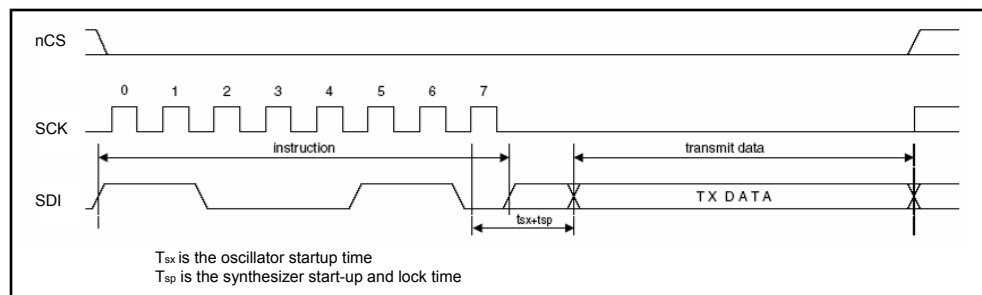 nCS
0 1 2 3 4 5 6 7
SCK
instruction transmit data
SDI TX DATA
tsx+tsp
Tsx is the oscillator startup time
Tsp is the synthesizer start-up and lock time